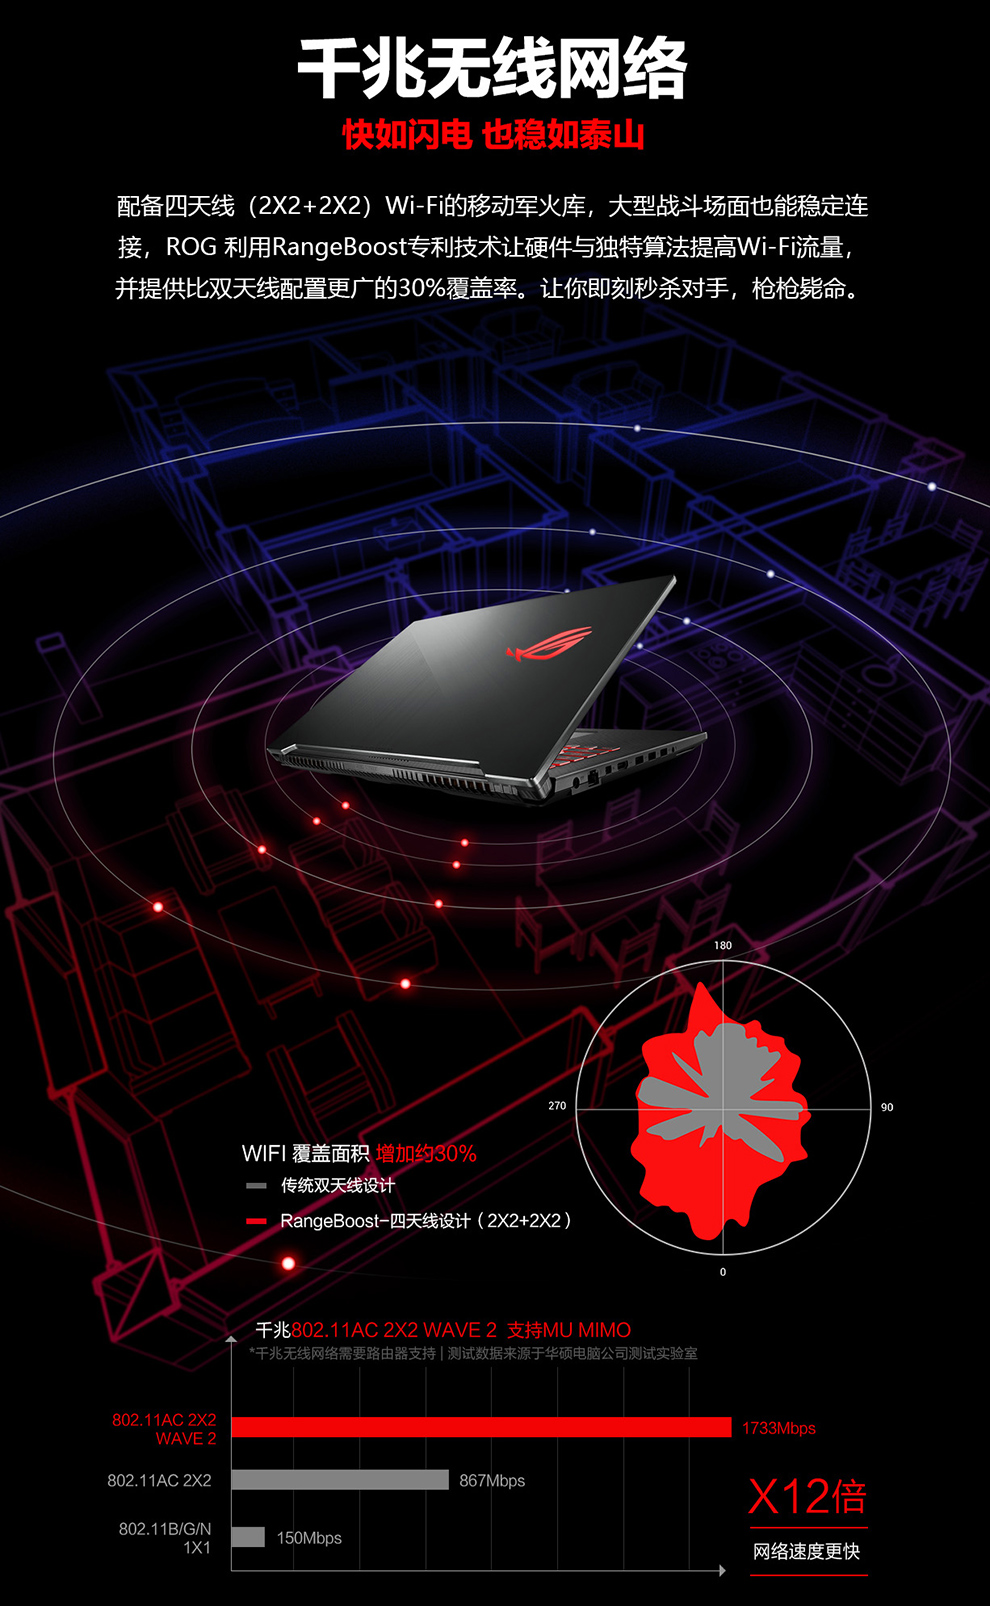 千兆无线网络
快如闪电 也稳如泰山
配备四天线（2X2+2X2）Wi-Fi的移动军火库，大型战斗场面也能稳定连
接，ROG 利用RangeBoost专利技术让硬件与独特算法提高Wi-Fi流量，
并提供比双天线配置更广的30%覆盖率。让你即刻秒杀对手，枪枪毙命。
180
270
90
0
WIFI 覆盖面积 增加约30%
传统双天线设计
RangeBoost-四天线设计（2X2+2X2）
千兆802.11AC 2X2 WAVE 2 支持MU MIMO
*千兆无线网络需要路由器支持 | 测试数据来源于华硕电脑公司测试实验室
802.11AC 2X2
WAVE 2
1733Mbps
802.11AC 2X2
867Mbps
802.11B/G/N
1X1
150Mbps
X12倍
网络速度更快